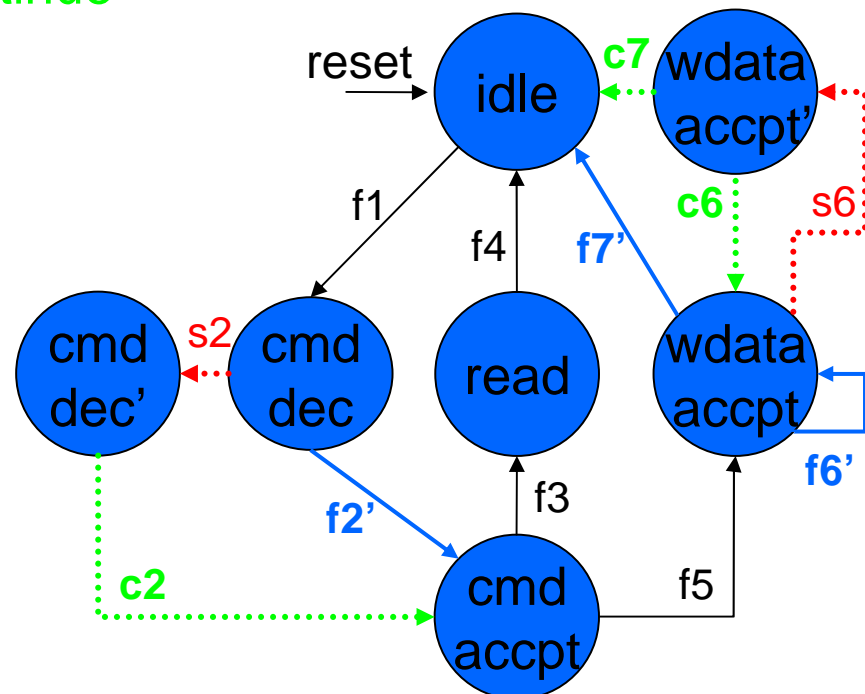 reset
idle
c7
wdata
accpt’
f1
f4
f7’
c6
s6
cmd
dec’
s2
cmd
dec
read
wdata
accpt
f6’
f2’
f3
c2
cmd
accpt
f5